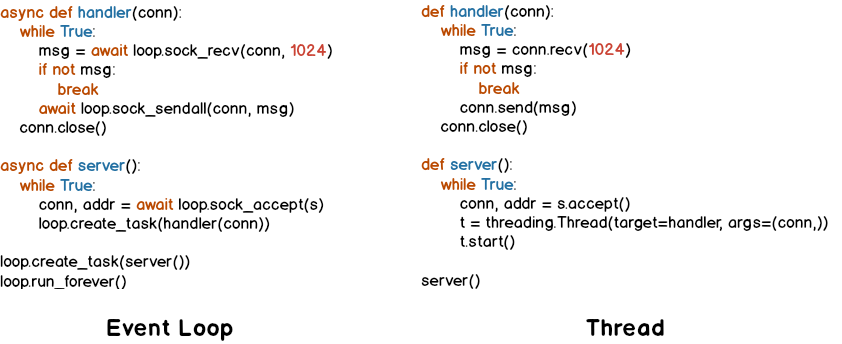 async def handler(conn):
while True:
msg = await loop.sock_recv(conn, 1024)
if not msg:
break
await loop.sock_sendall(conn, msg)
conn.close()
async def server():
while True:
conn, addr = await loop.sock_accept(s)
loop.create_task(handler(conn))
loop.create_task(server())
loop.run_forever()
Event Loop
def handler(conn):
while True:
msg = conn.recv(1024)
if not msg:
break
conn.send(msg)
conn.close()
def server():
while True:
conn, addr = s.accept()
t = threading.Thread(target=handler, args=(conn,))
t.start()
server()
Thread